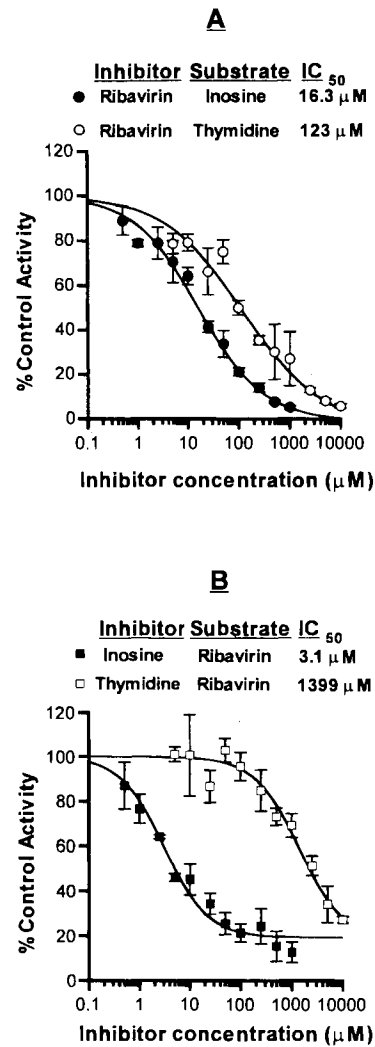 A
Inhibitor Substrate IC50
● Ribavirin Inosine 16.3 μM
○ Ribavirin Thymidine 123 μM
120
100
80
60
40
20
0
% Control Activity
0.1 1 10 100 1000 10000
Inhibitor concentration (μM)
B
Inhibitor Substrate IC50
■ Inosine Ribavirin 3.1 μM
□ Thymidine Ribavirin 1399 μM
120
100
80
60
40
20
0
% Control Activity
0.1 1 10 100 1000 10000
Inhibitor concentration (μM)